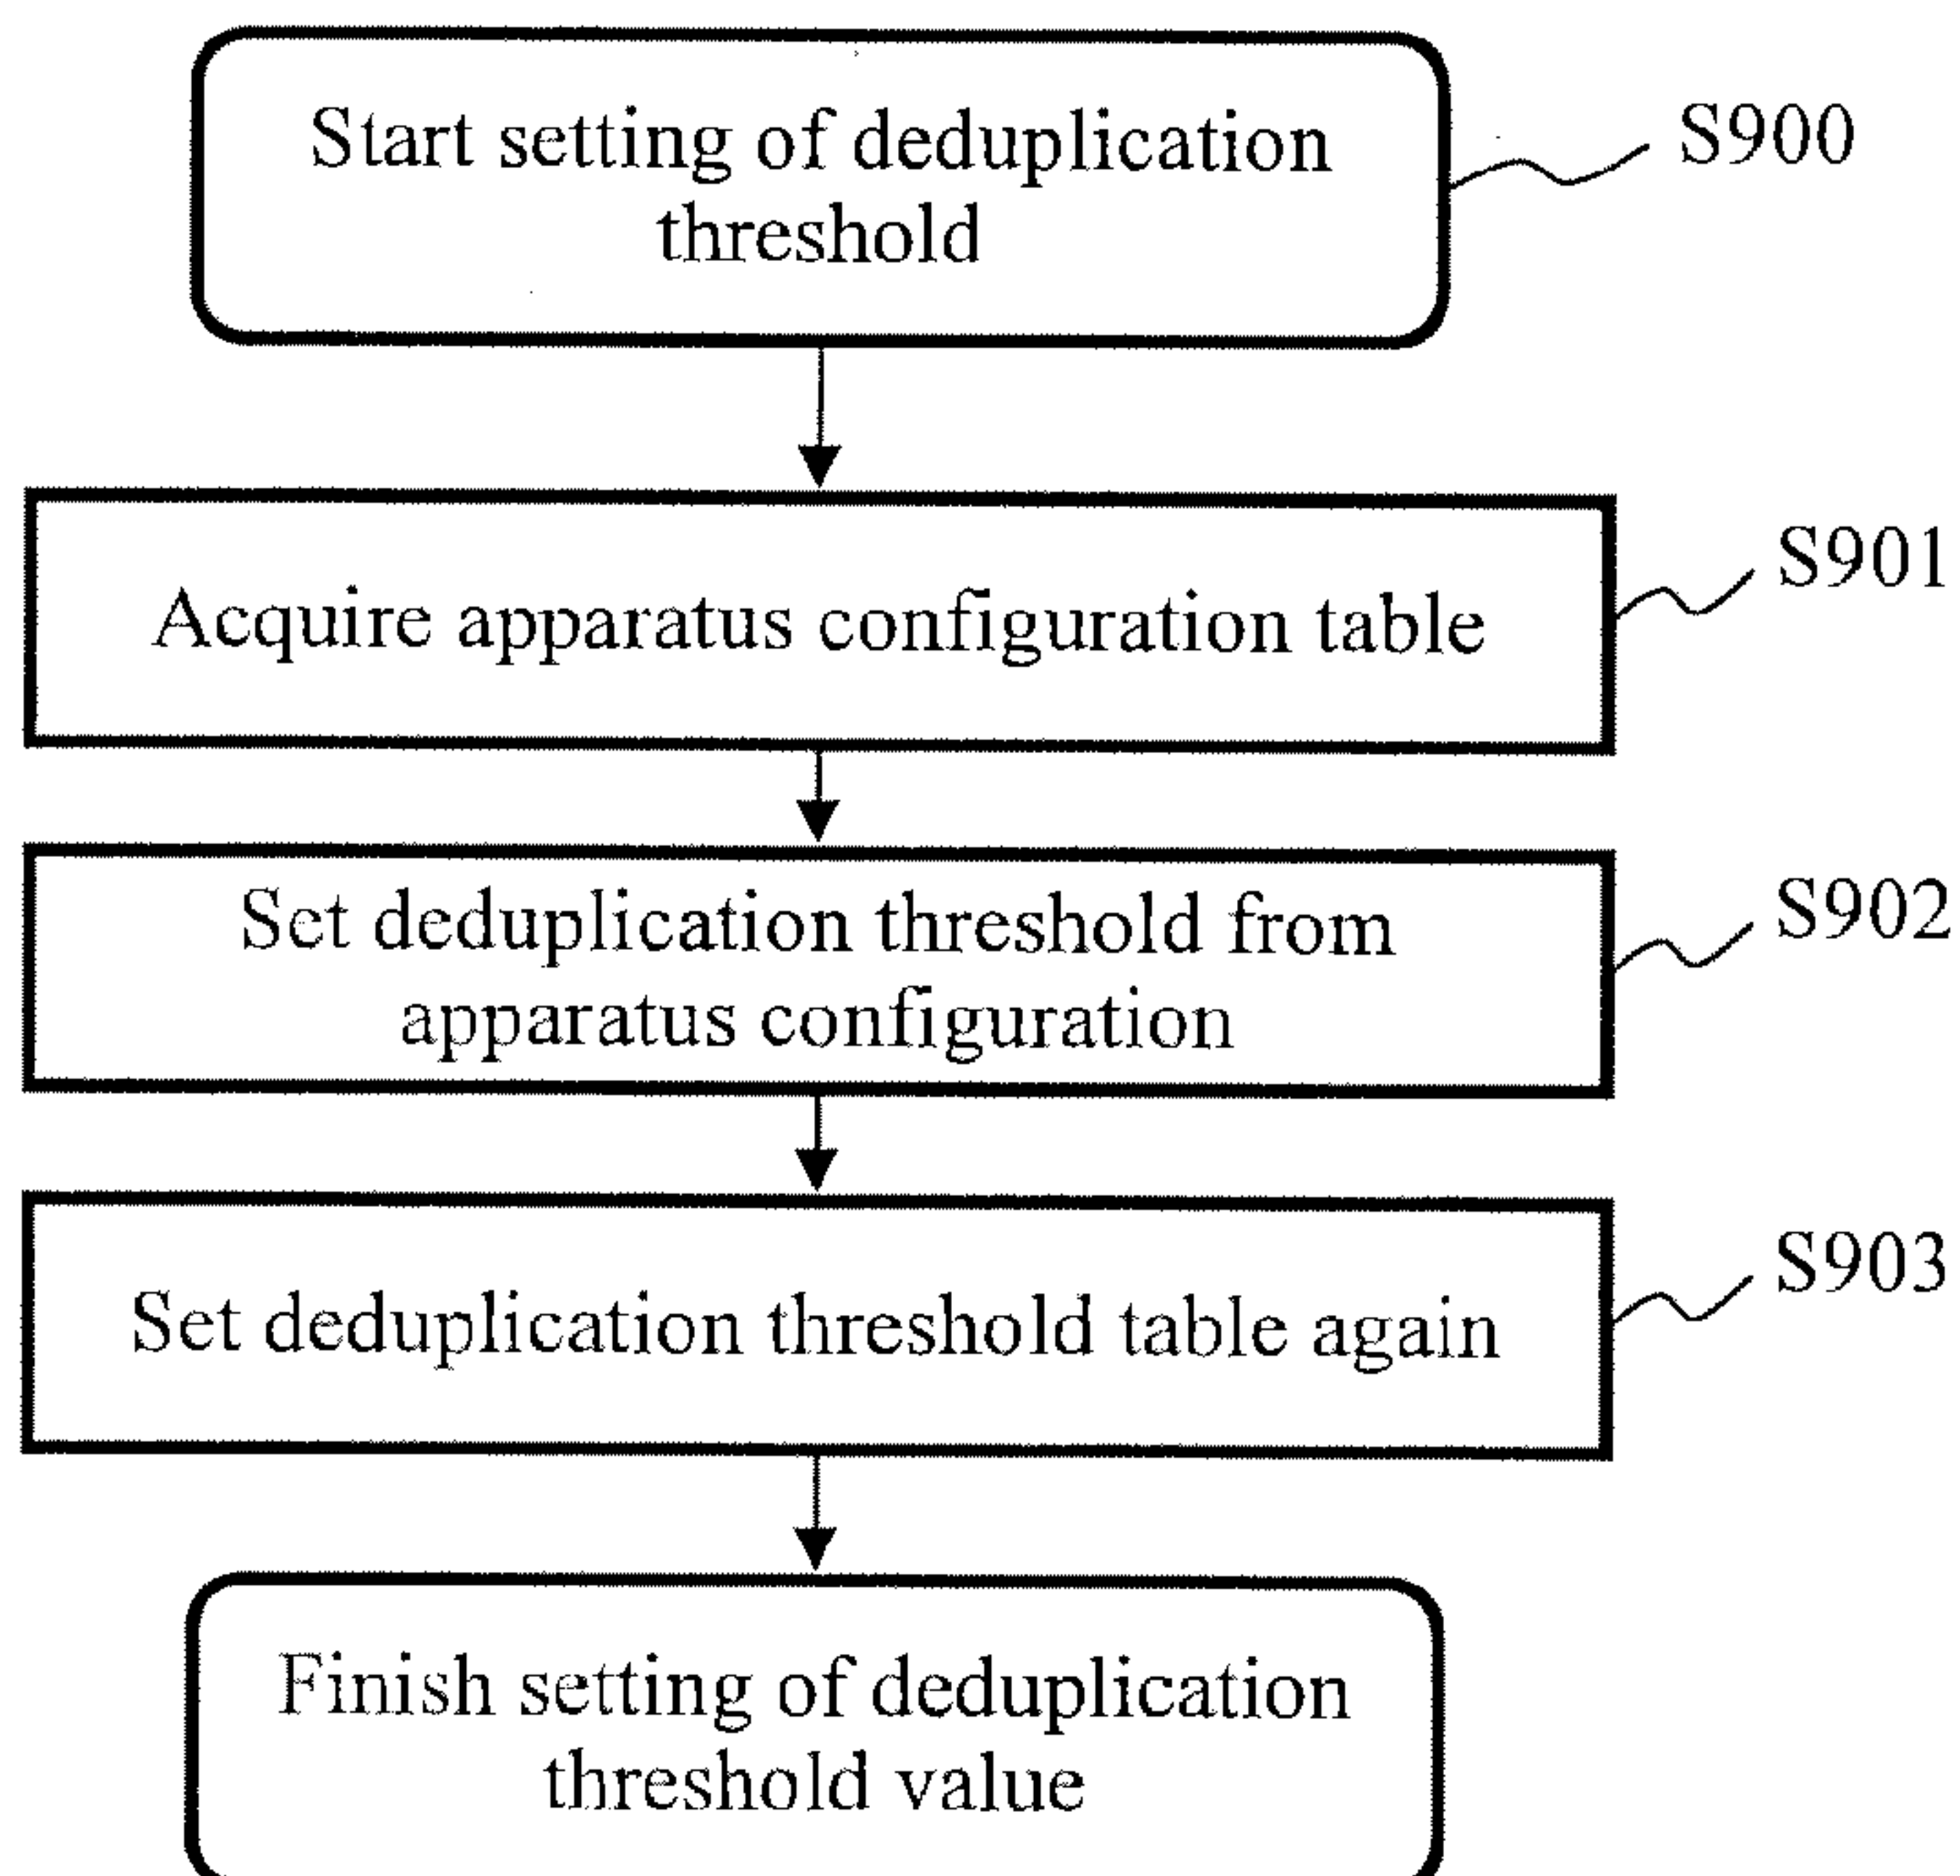 Start setting of deduplication
threshold
S900
Acquire apparatus configuration table
S901
Set deduplication threshold from
apparatus configuration
S902
Set deduplication threshold table again
S903
Finish setting of deduplication
threshold value